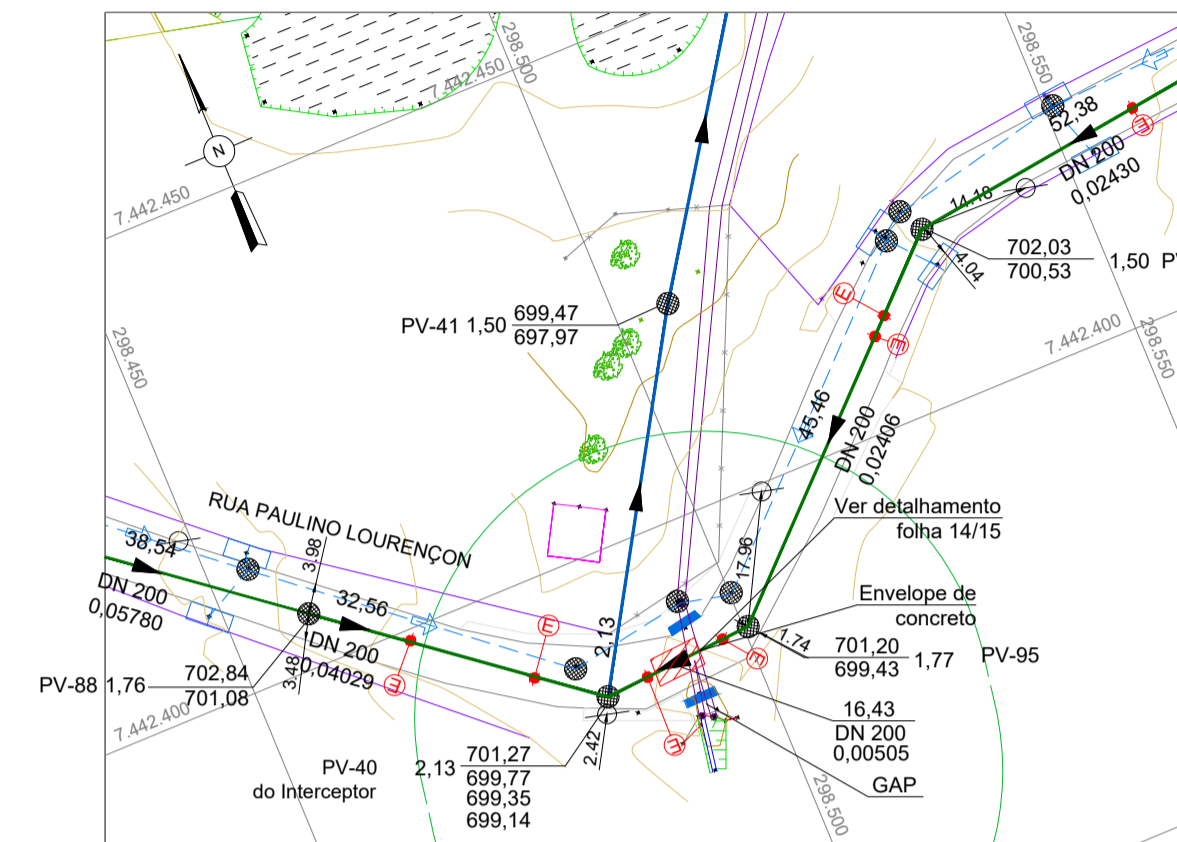 298.500
298.550
7.442.450
52,38
E
DN 200
0,02430
N
7.442.450
14.18
4.04
702,03
700,53
1,50
PV-41 1,50
699,47
697,97
E
E
7.442.400
298.550
298.450
45,46
DN 200
0,02406
RUA PAULINO LOURENÇON
Ver detalhamento
folha 14/15
38,54
3.98
17.96
DN 200
0,05780
32,56
E
2,13
Envelope de
concreto
DN 200
0,04029
3.48
E
1.74
E
701,20
699,43
1,77
PV-95
PV-88 1,76
702,84
701,08
7.442.400
16,43
DN 200
0,00505
E
2.42
PV-40
do Interceptor
2,13
701,27
699,77
699,35
699,14
GAP
298.500